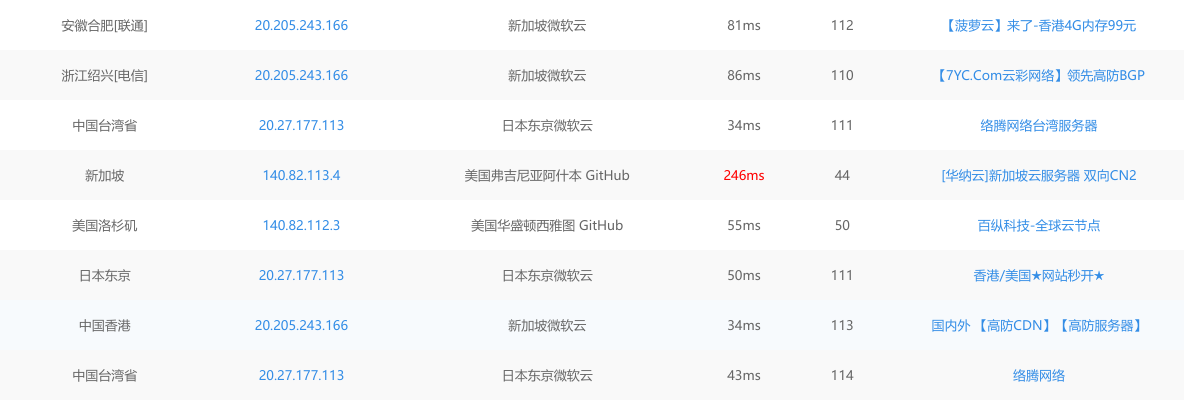 安徽合肥[联通] 20.205.243.166 新加坡微软云 81ms 112 【菠萝云】来了-香港4G内存99元
浙江绍兴[电信] 20.205.243.166 新加坡微软云 86ms 110 【7YC.Com云彩网络】领先高防BGP
中国台湾省 20.27.177.113 日本东京微软云 34ms 111 络腾网络台湾服务器
新加坡 140.82.113.4 美国弗吉尼亚阿什本 GitHub 246ms 44 [华纳云]新加坡云服务器 双向CN2
美国洛杉矶 140.82.112.3 美国华盛顿西雅图 GitHub 55ms 50 百纵科技-全球云节点
日本东京 20.27.177.113 日本东京微软云 50ms 111 香港/美国★网站秒开★
中国香港 20.205.243.166 新加坡微软云 34ms 113 国内外 【高防CDN】【高防服务器】
中国台湾省 20.27.177.113 日本东京微软云 43ms 114 络腾网络